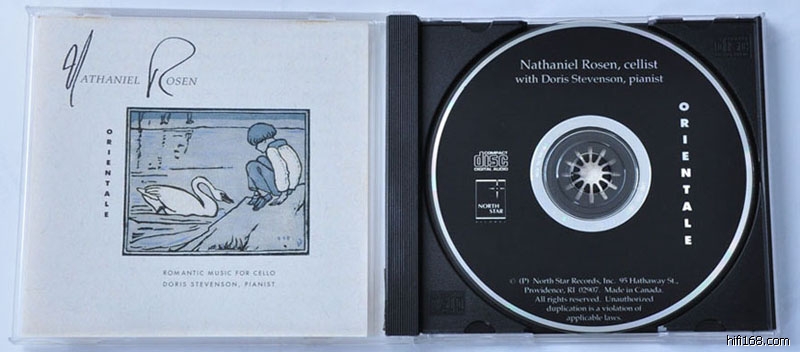 NATHANIEL ROSEN
ORIENTALE
ROMANTIC MUSIC FOR CELLO
DORIS STEVENSON, PIANIST
Nathaniel Rosen, cellist
with Doris Stevenson, pianist
COMPACT
disc
DIGITAL AUDIO
NORTH
STAR
ORIENTALE
© (P) North Star Records, Inc. 95 Hathaway St.,
Providence, RI 02907. Made in Canada.
All rights reserved. Unauthorized
duplication is a violation of
applicable laws.
hifi168.com